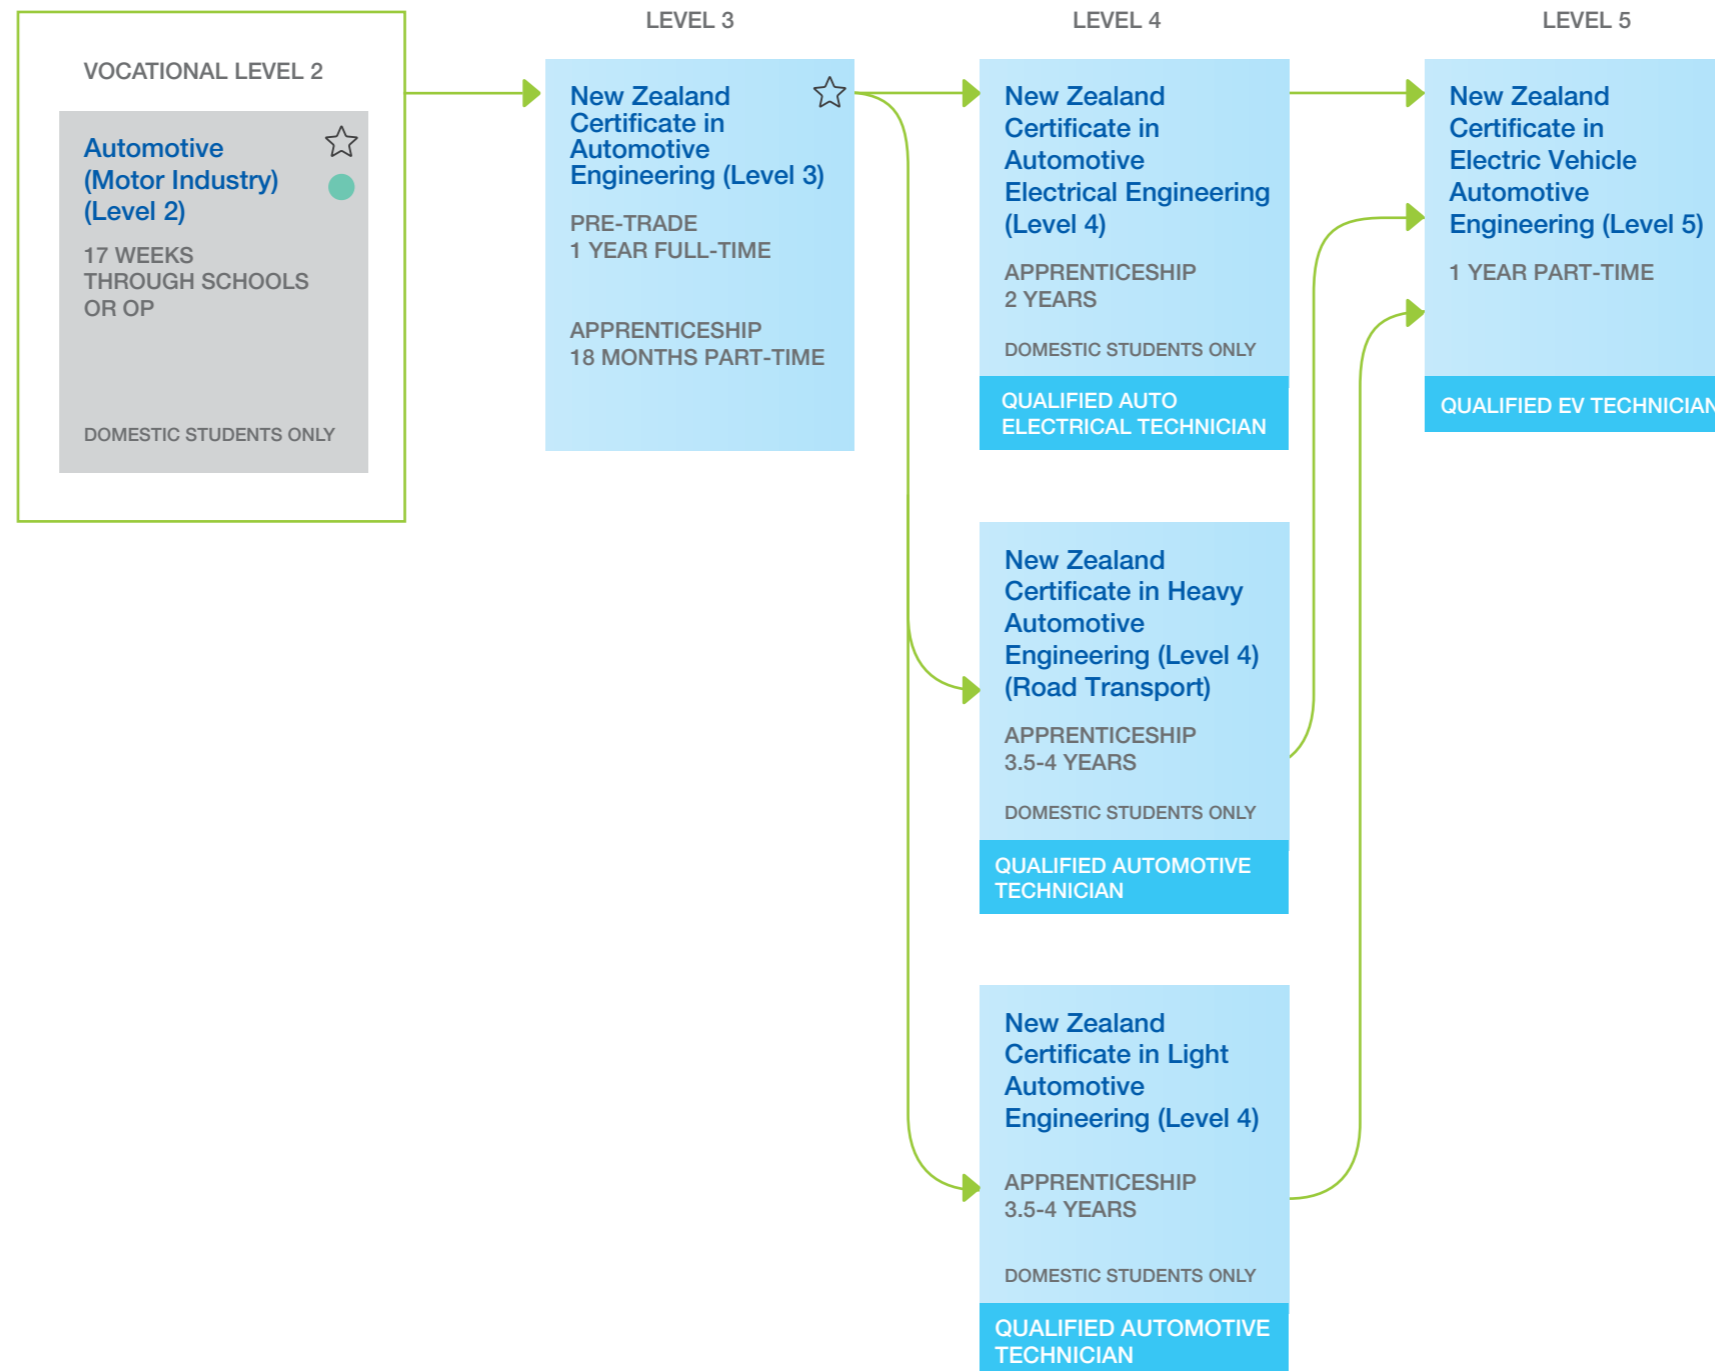 VOCATIONAL LEVEL 2
Automotive
(Motor Industry)
(Level 2)
17 WEEKS
THROUGH SCHOOLS
OR OP
DOMESTIC STUDENTS ONLY
LEVEL 3
New Zealand
Certificate in
Automotive
Engineering (Level 3)
PRE-TRADE
1 YEAR FULL-TIME
APPRENTICESHIP
18 MONTHS PART-TIME
LEVEL 4
New Zealand
Certificate in
Automotive
Electrical Engineering
(Level 4)
APPRENTICESHIP
2 YEARS
DOMESTIC STUDENTS ONLY
QUALIFIED AUTO
ELECTRICAL TECHNICIAN
New Zealand
Certificate in Heavy
Automotive
Engineering (Level 4)
(Road Transport)
APPRENTICESHIP
3.5-4 YEARS
DOMESTIC STUDENTS ONLY
QUALIFIED AUTOMOTIVE
TECHNICIAN
New Zealand
Certificate in Light
Automotive
Engineering (Level 4)
APPRENTICESHIP
3.5-4 YEARS
DOMESTIC STUDENTS ONLY
QUALIFIED AUTOMOTIVE
TECHNICIAN
LEVEL 5
New Zealand
Certificate in
Electric Vehicle
Automotive
Engineering (Level 5)
1 YEAR PART-TIME
QUALIFIED EV TECHNICIAN